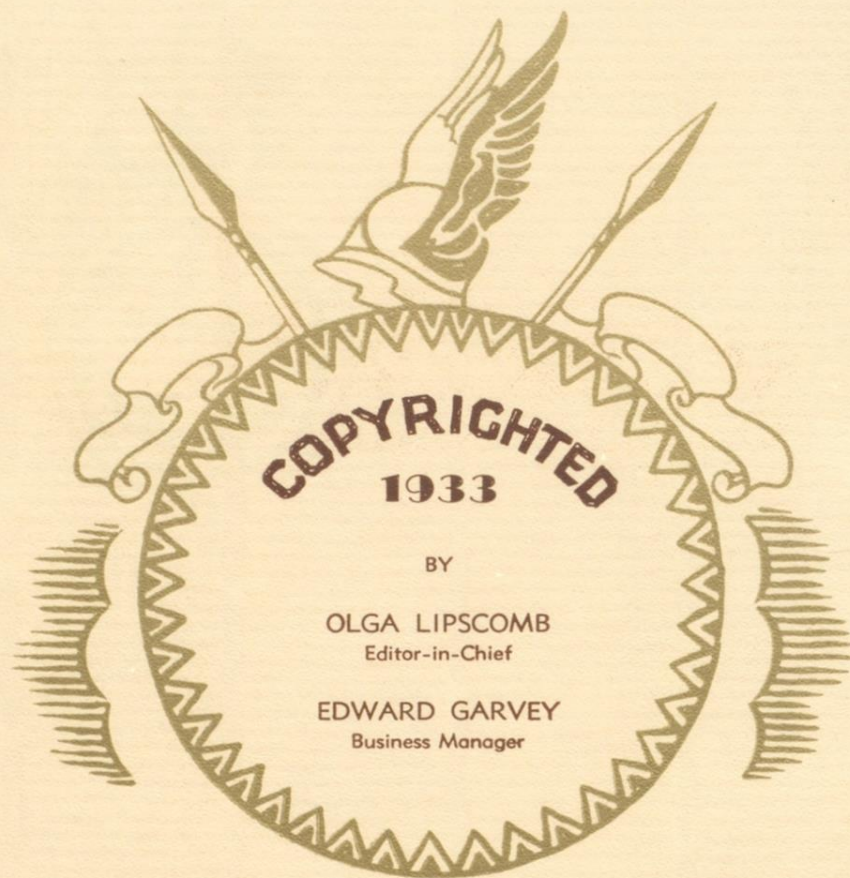 COPYRIGHTED
1933
BY
OLGA LIPSCOMB
Editor-in-Chief
EDWARD GARVEY
Business Manager